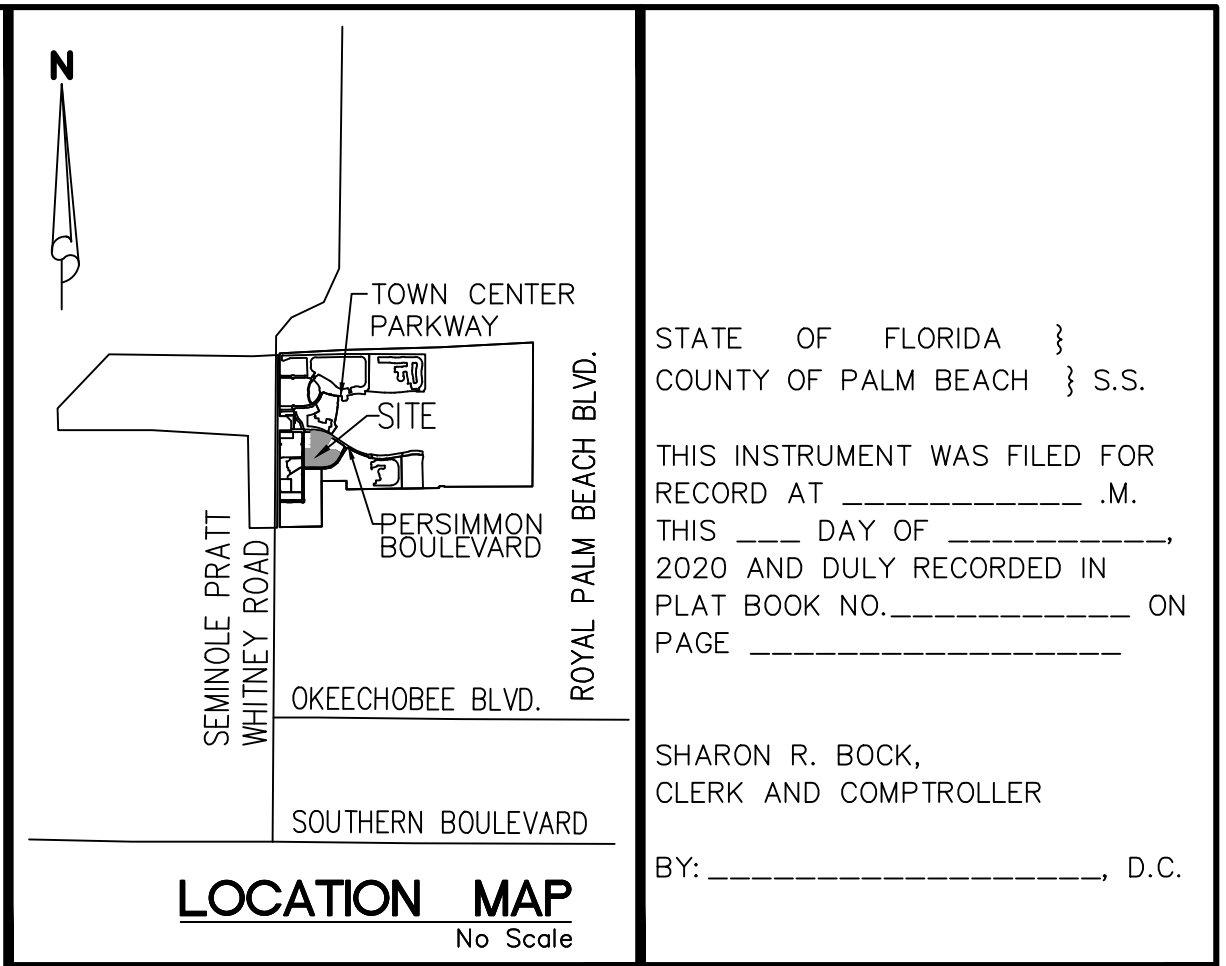 N
TOWN CENTER
PARKWAY
SITE
PERSIMMON
BOULEVARD
SEMINOLE PRATT
WHITNEY ROAD
ROYAL PALM BEACH BLVD.
OKEECHOBEE BLVD.
SOUTHERN BOULEVARD
LOCATION MAP
No Scale
STATE OF FLORIDA }
COUNTY OF PALM BEACH } S.S.
THIS INSTRUMENT WAS FILED FOR
RECORD AT ____________ .M.
THIS ___ DAY OF ___________,
2020 AND DULY RECORDED IN
PLAT BOOK NO.____________ ON
PAGE ___________________
SHARON R. BOCK,
CLERK AND COMPTROLLER
BY: ____________________, D.C.